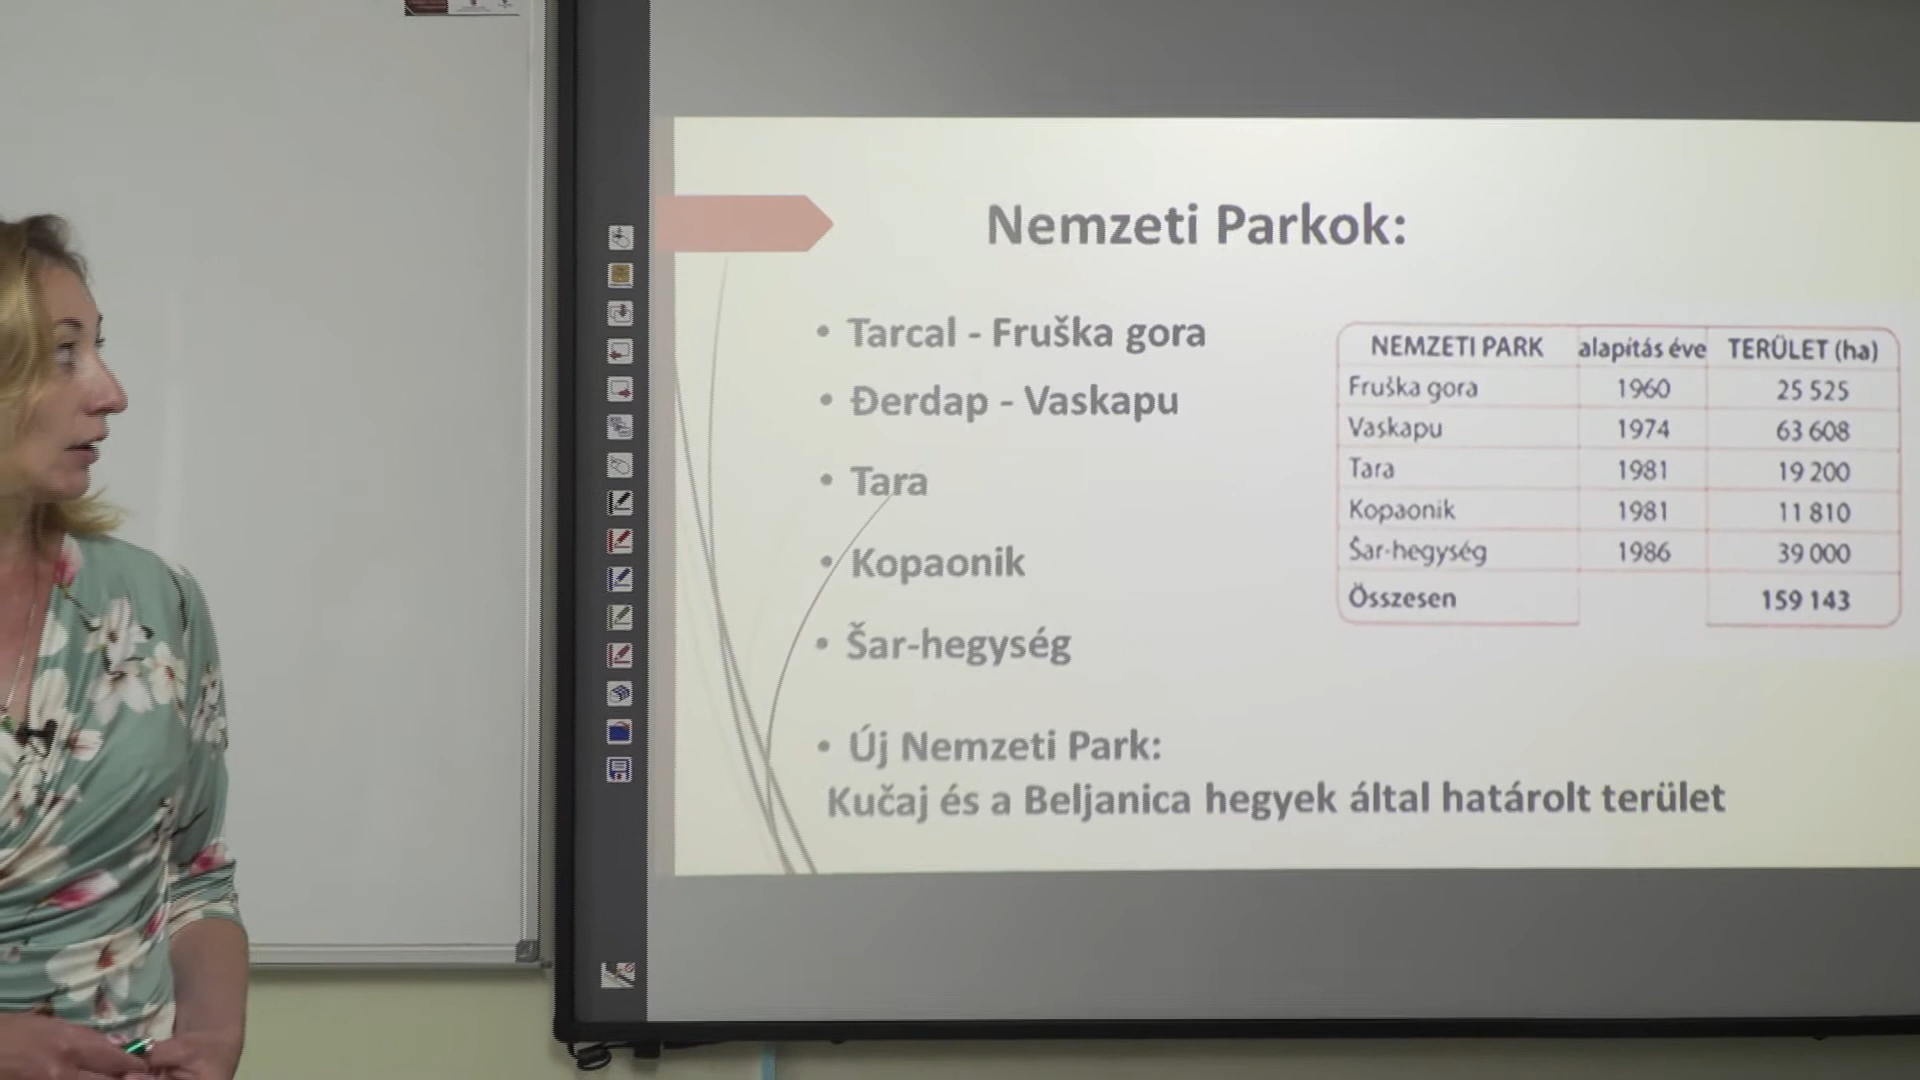 Nemzeti Parkok:
• Tarcal - Fruška gora
• Đerdap - Vaskapu
• Tara
• Kopaonik
• Šar-hegység
• Új Nemzeti Park:
Kučaj és a Beljanica hegyek által határolt terület
NEMZETI PARK alapítás éve TERÜLET (ha)
Fruška gora 1960 25 525
Vaskapu 1974 63 608
Tara 1981 19 200
Kopaonik 1981 11 810
Šar-hegység 1986 39 000
Összesen 159 143